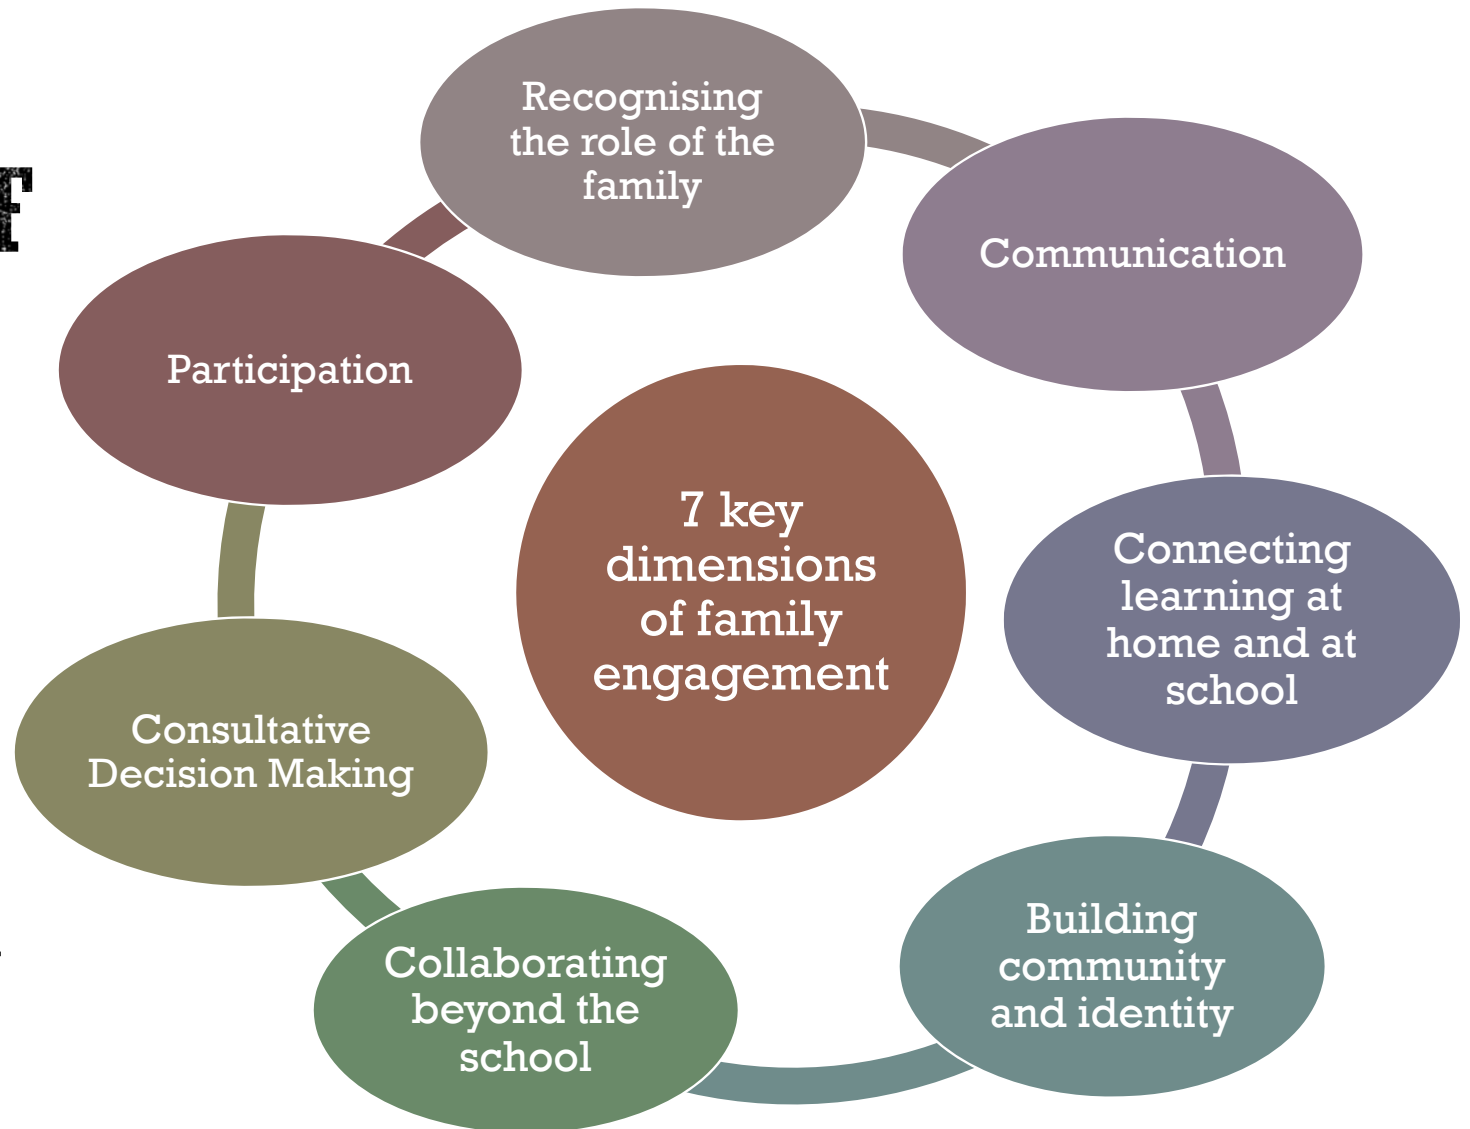 F
Recognising
the role of the
family
Communication
Connecting
learning at
home and at
school
Building
community
and identity
Collaborating
beyond the
school
Consultative
Decision Making
Participation
7 key
dimensions
of family
engagement